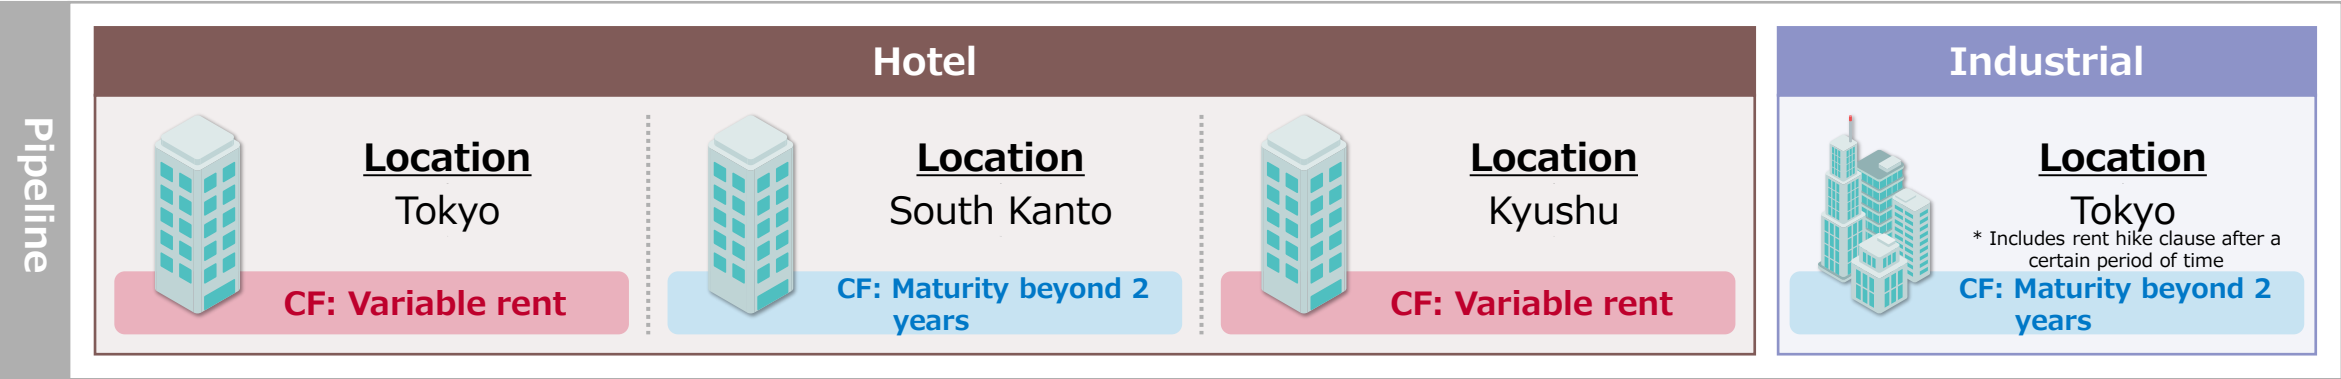 Pipeline
Hotel
Location
Tokyo
CF: Variable rent
Location
South Kanto
CF: Maturity beyond 2
years
Location
Kyushu
CF: Variable rent
Industrial
Location
Tokyo
* Includes rent hike clause after a
certain period of time
CF: Maturity beyond 2
years